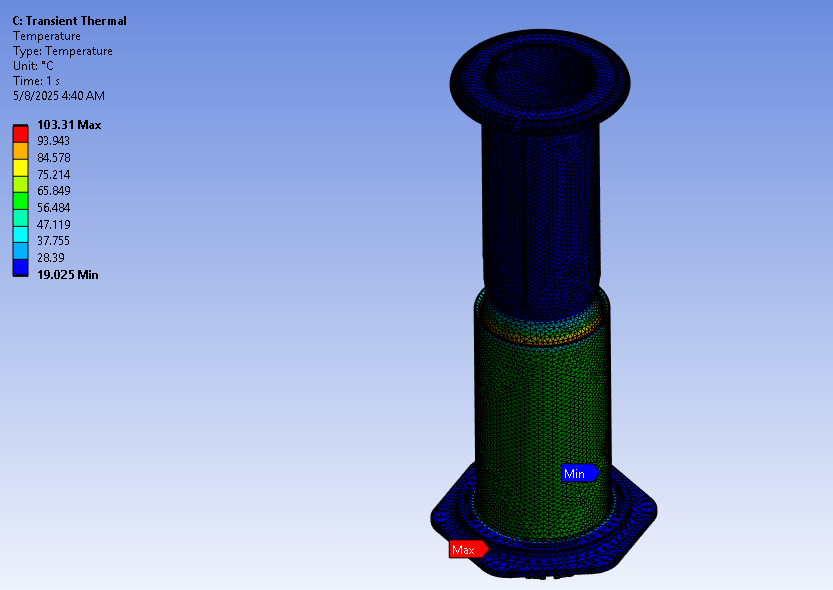 C: Transient Thermal
Temperature
Type: Temperature
Unit: °C
Time: 1 s
5/8/2025 4:40 AM
103.31 Max
93.943
84.578
75.214
65.849
56.484
47.119
37.755
28.39
19.025 Min
Min
Max